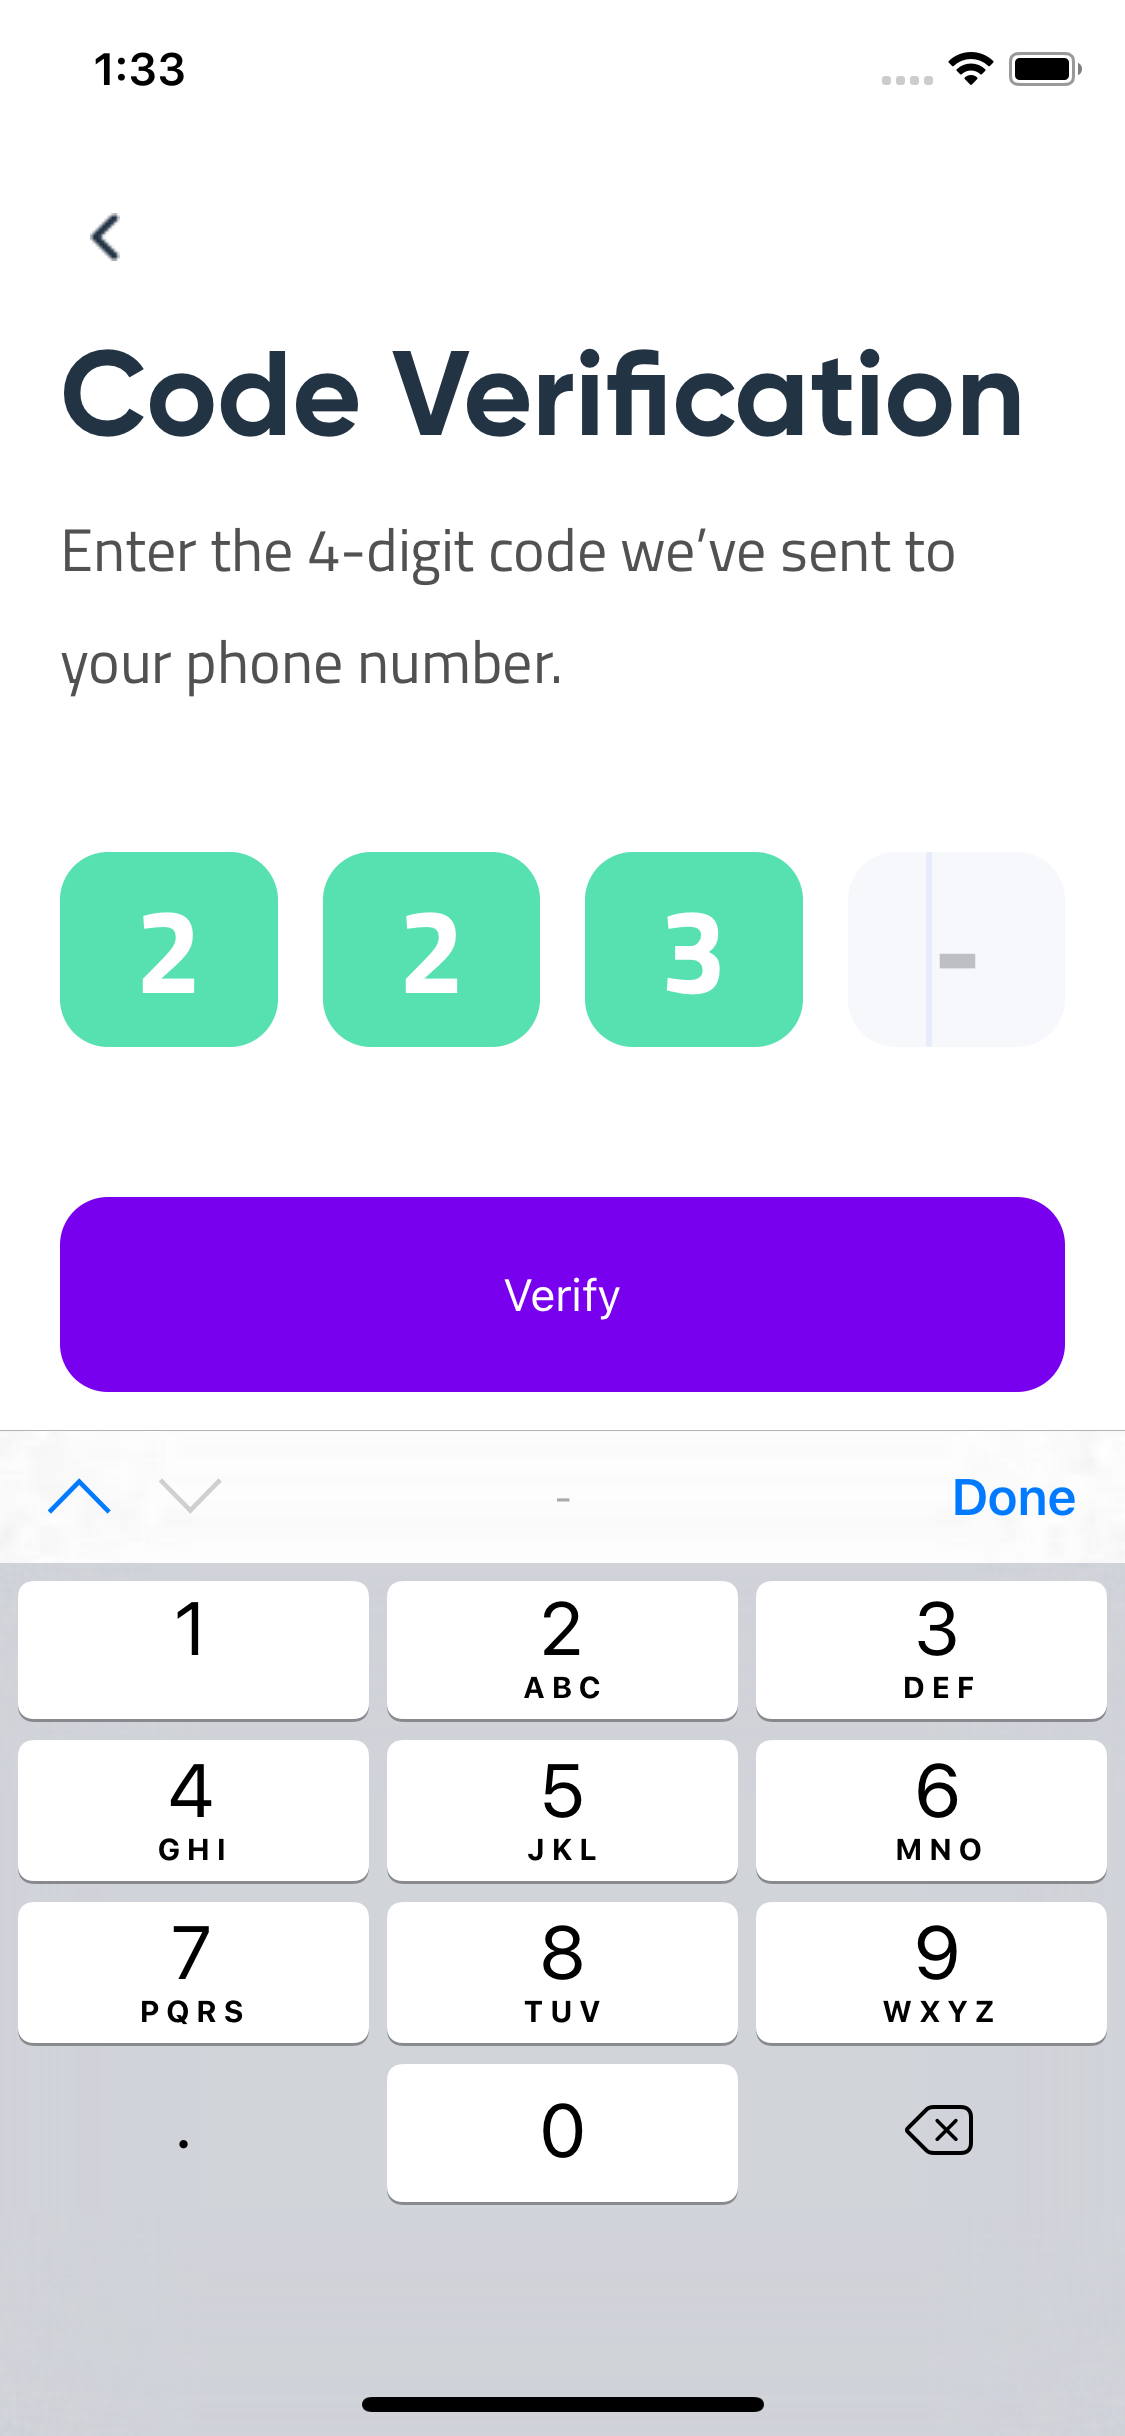 1:33
Code Verification
Enter the 4-digit code we’ve sent to
your phone number.
2 2 3 -
Verify
- Done
1 2 3
ABC DEF
4 5 6
GHI JKL MNO
7 8 9
PQRS TUV WXYZ
. 0